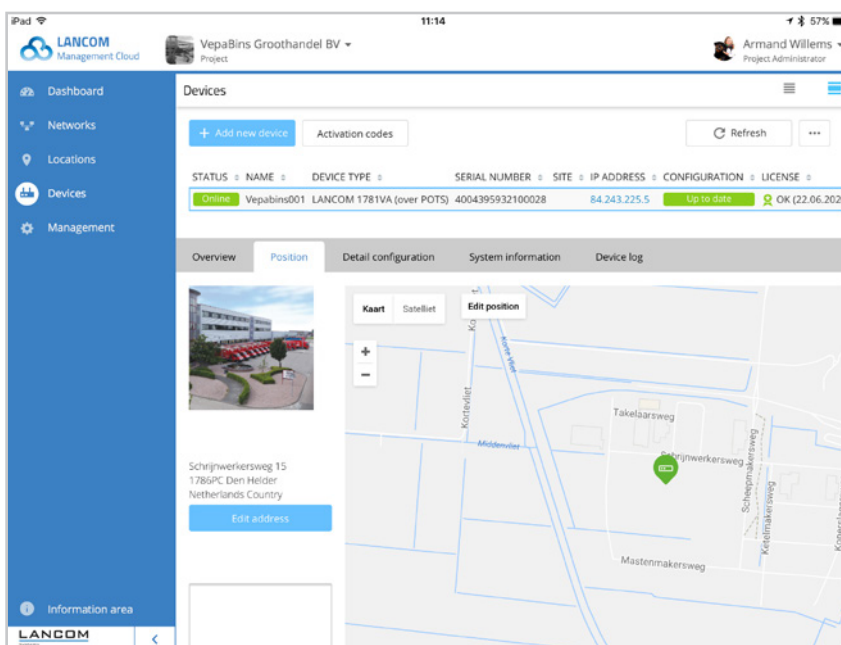 iPad 11:14 57%
LANCOM
Management Cloud
VepaBins Groothandel BV
Project
Armand Willems
Project Administrator
Dashboard
Networks
Locations
Devices
Management
Information area
LANCOM
Devices
+ Add new device Activation codes Refresh ...
STATUS NAME DEVICE TYPE SERIAL NUMBER SITE IP ADDRESS CONFIGURATION LICENSE
Online Vepabins001 LANCOM 1781VA (over POTS) 4004395932100028 84.243.225.5 Up to date OK (22.06.202
Overview Position Detail configuration System information Device log
Schrijnwerkersweg 15
1786PC Den Helder
Netherlands Country
Edit address
Kaart Satelliet Edit position
+
−
Korte Vliet
Kortevliet
Middenvliet
Takelaarsweg
Schrijnwerkersweg
Scheepmakersweg
Ketelmakersweg
Mastenmakersweg